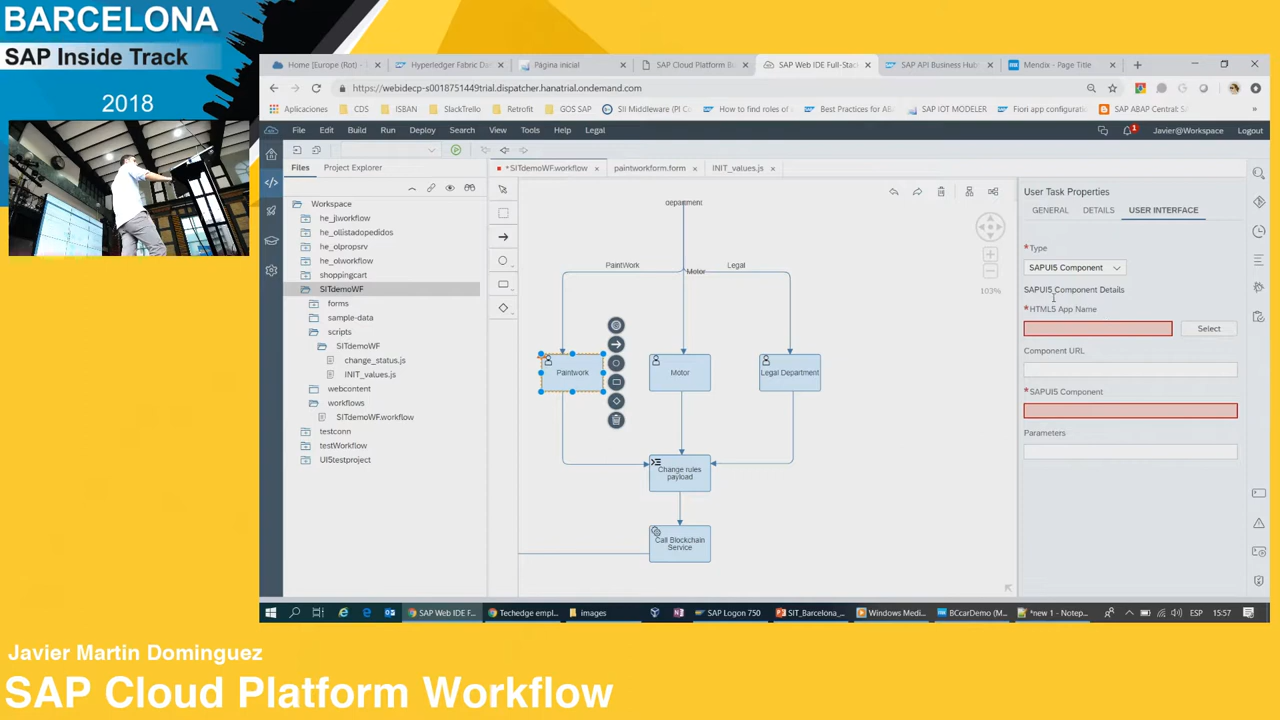 BARCELONA
SAP Inside Track
2018
Home [Europe (Rot) - S
Hyperledger Fabric Da
Página inicial
SAP Cloud Platform Bl
SAP Web IDE Full-Stac
SAP API Business Hub
Mendix - Page Title
https://webidecp-s0018751449trial.dispatcher.hanatrial.ondemand.com
Aplicaciones
CDS
ISBAN
SlackTrello
Retrofit
GOS SAP
SII Middleware (PI C
How to find roles of
Best Practices for AB
SAP IOT MODELER
Fiori app configurati
SAP ABAP Central: S
File Edit Build Run Deploy Search View Tools Help Legal
1
Javier@Workspace
Logout
Files
Project Explorer
*SITdemoWF.workflow
paintworkform.form
INIT_values.js
Workspace
he_jlworkflow
he_ollistadopedidos
he_olpropsrv
he_olworkflow
shoppingcart
SITdemoWF
forms
sample-data
scripts
SITdemoWF
change_status.js
INIT_values.js
webcontent
workflows
SITdemoWF.workflow
testconn
testWorkflow
UIStestproject
department
PaintWork
Motor
Legal
Paintwork
Motor
Legal Department
Change rules
payload
Call Blockchain
Service
103%
User Task Properties
GENERAL
DETAILS
USER INTERFACE
*Type
SAPUI5 Component
SAPUI5 Component Details
*HTML5 App Name
Select
Component URL
*SAPUI5 Component
Parameters
SAP Web IDE F...
Techedge empl...
images
SAP Logon 750
SIT_Barcelona_...
Windows Medi...
BCcarDemo (M...
*new 1 - Notep...
ESP
15:57
Javier Martin Dominguez
SAP Cloud Platform Workflow